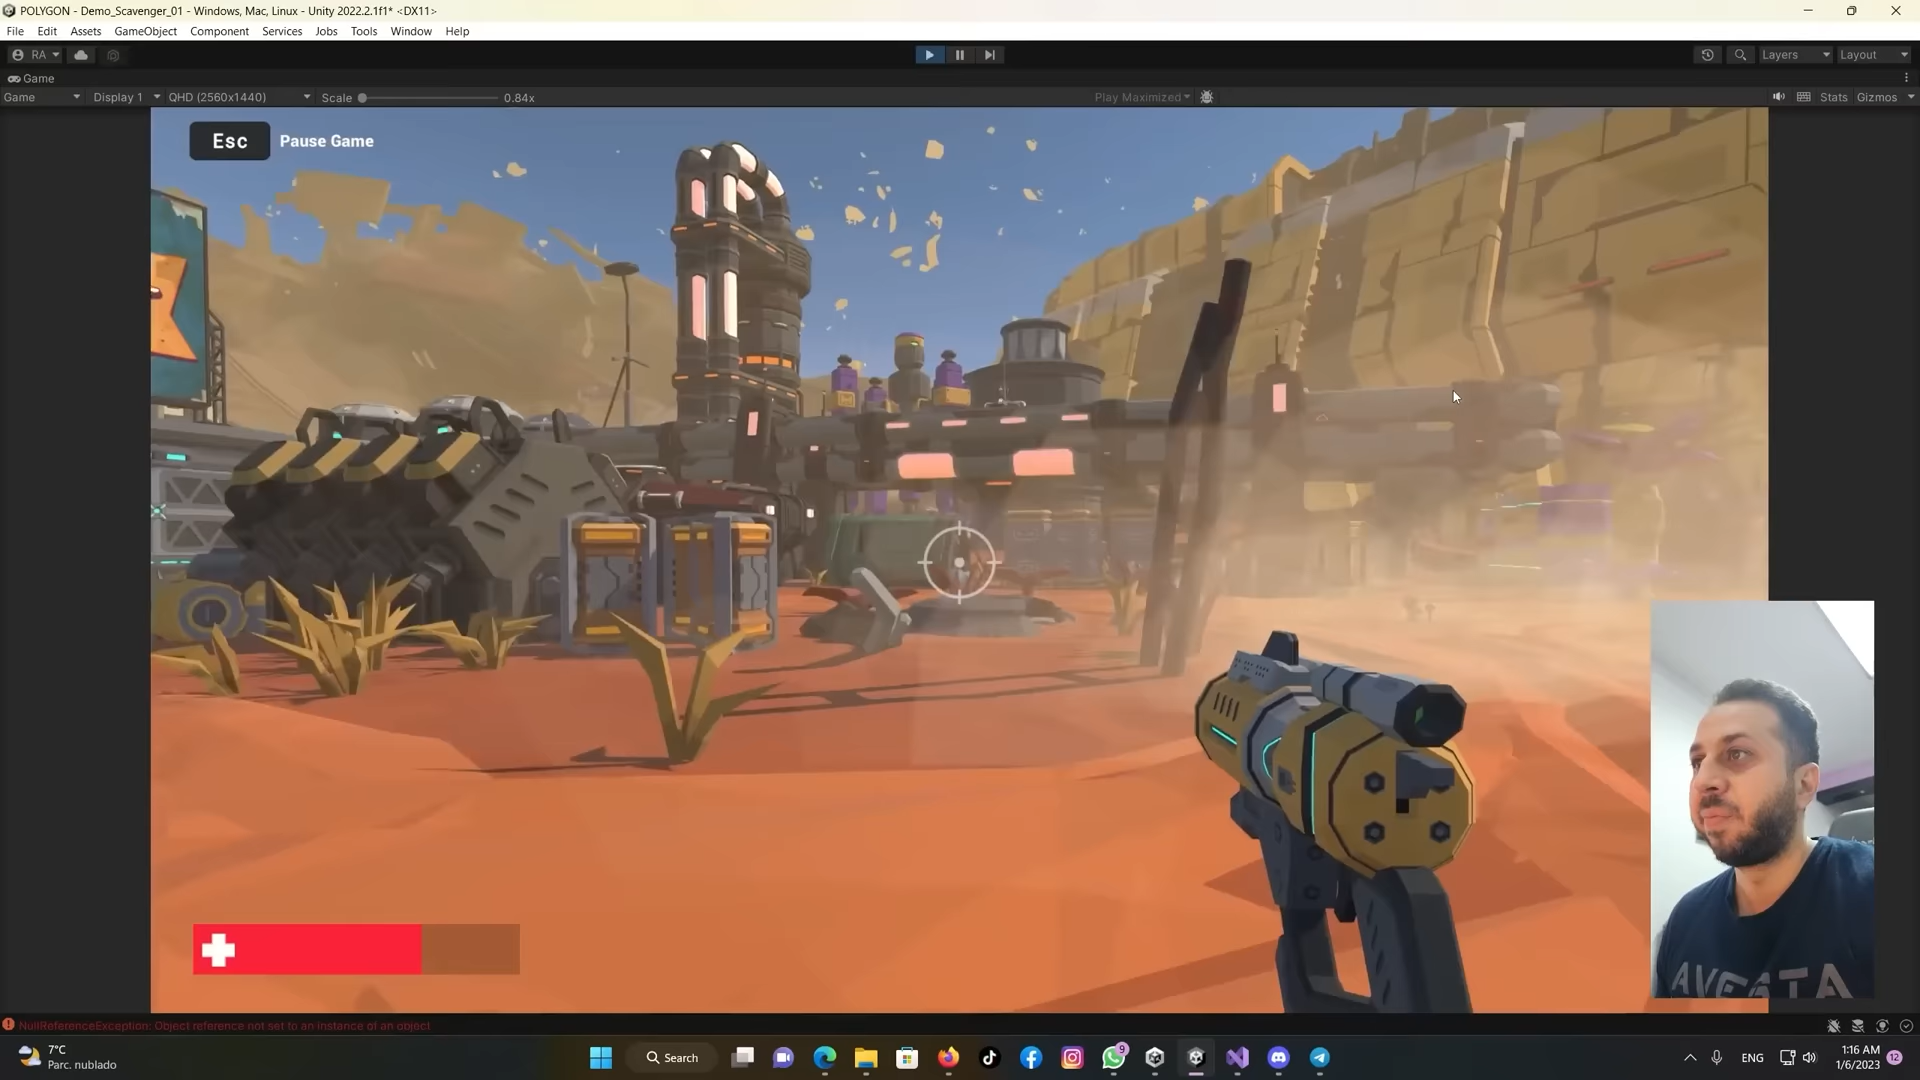 POLYGON - Demo_Scavenger_01 - Windows, Mac, Linux - Unity 2022.2.1f1* <DX11>
File Edit Assets GameObject Component Services Jobs Tools Window Help
RA Layers Layout
Game
Game Display 1 QHD (2560x1440) Scale 0.84x Play Maximized Stats Gizmos
Esc Pause Game
AVESTA
NullReferenceException: Object reference not set to an instance of an object
7°C
Parc. nublado
Search
9
ENG
1:16 AM
1/6/2023
12